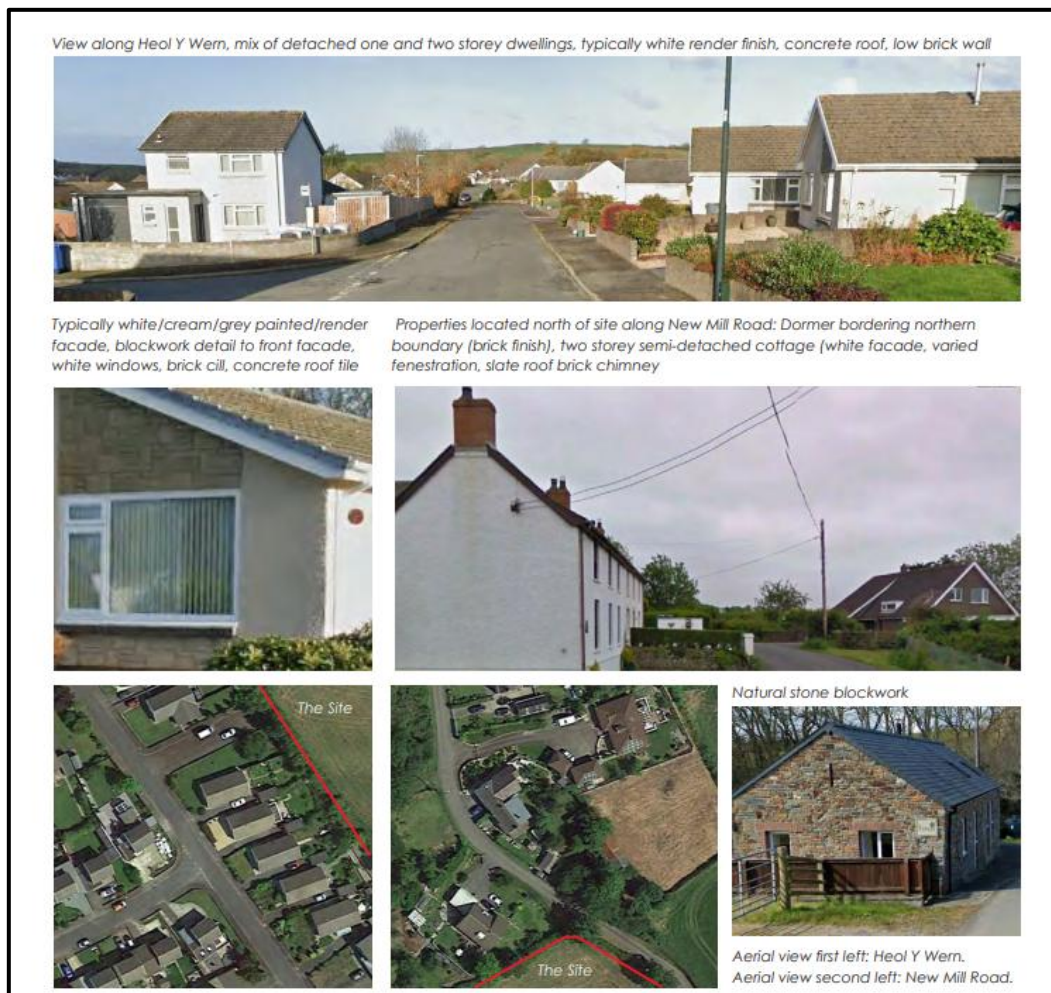 View along Heol Y Wern, mix of detached one and two storey dwellings, typically white render finish, concrete roof, low brick wall
Typically white/cream/grey painted/render
facade, blockwork detail to front facade,
white windows, brick cill, concrete roof tile
Properties located north of site along New Mill Road: Dormer bordering northern
boundary (brick finish), two storey semi-detached cottage (white facade, varied
fenestration, slate roof brick chimney
The Site
The Site
Natural stone blockwork
Aerial view first left: Heol Y Wern.
Aerial view second left: New Mill Road.